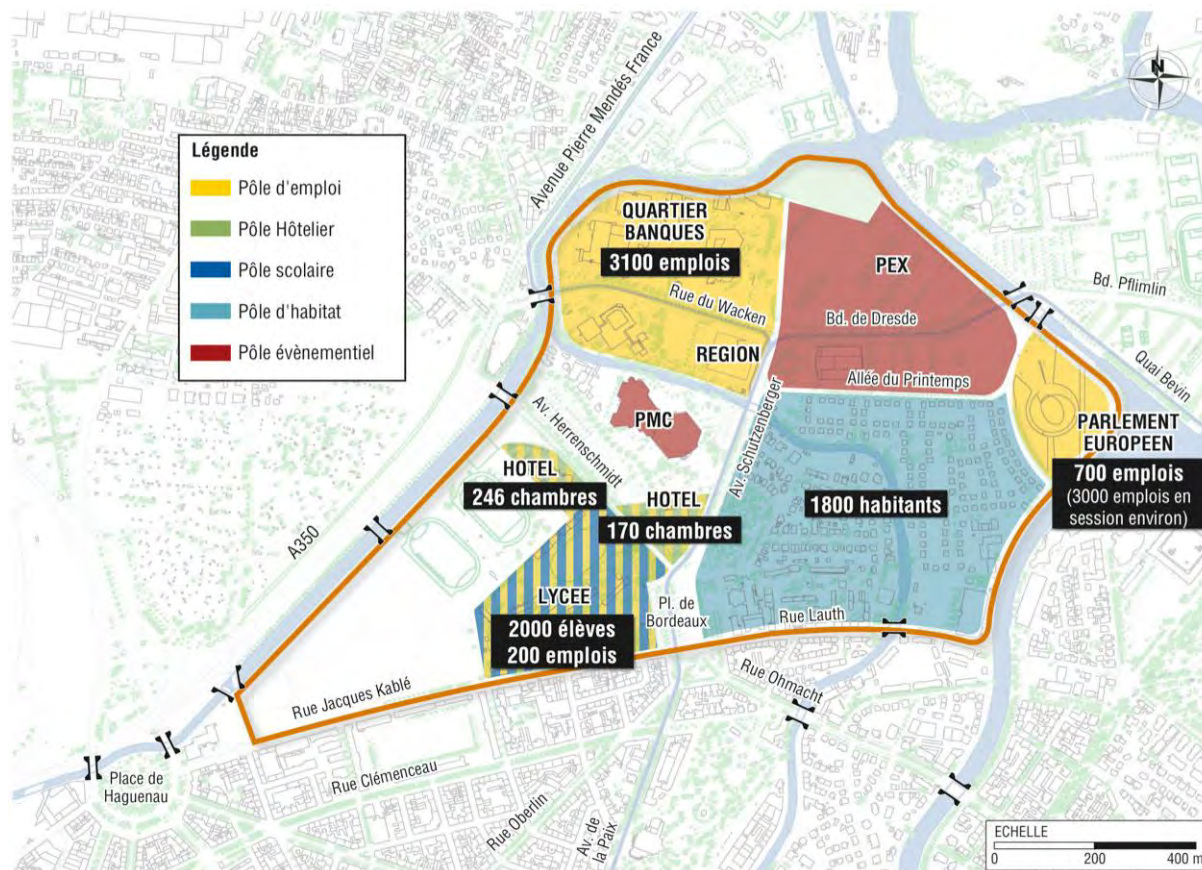 Légende
Pôle d'emploi
Pôle Hôtelier
Pôle scolaire
Pôle d'habitat
Pôle évènementiel
Avenue Pierre Mendés France
N
QUARTIER
BANQUES
3100 emplois
Rue du Wacken
REGION
PEX
Bd. de Dresde
Allée du Printemps
Bd. Pflimlin
Quai Bevin
PARLEMENT
EUROPEEN
700 emplois
(3000 emplois en
session environ)
PMC
Av. Herrenschmidt
Av. Schutzenberger
HOTEL
246 chambres
HOTEL
170 chambres
1800 habitants
A350
LYCEE
2000 élèves
200 emplois
Pl. de
Bordeaux
Rue Lauth
Rue Ohmacht
Rue Jacques Kablé
Rue Clémenceau
Place de
Haguenau
Rue Oberlin
Av. de
la Paix
ECHELLE
0 200 400 m